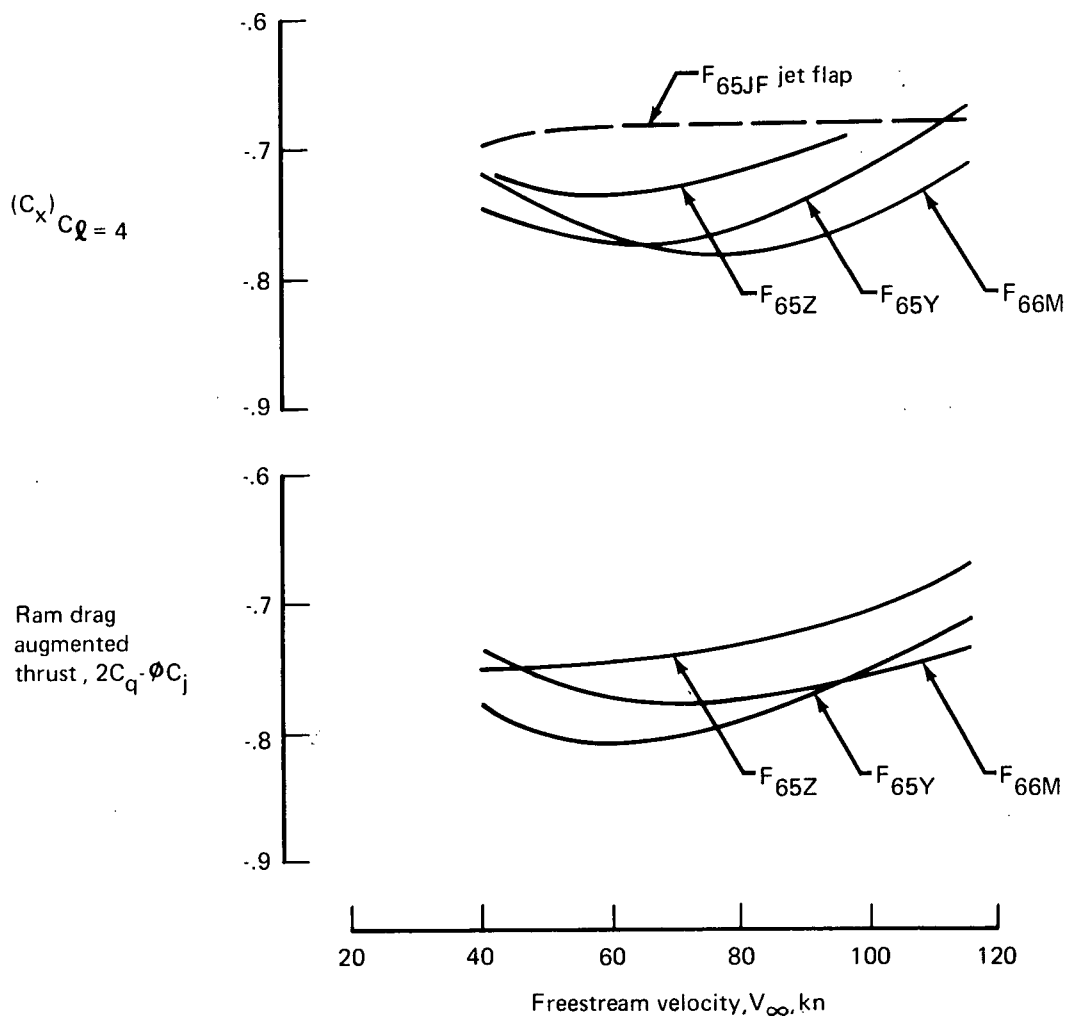 -.6
F65JF jet flap
-.7
(Cx)Cℓ = 4
-.8
F65Z
F65Y
F66M
-.9
-.6
-.7
Ram drag
augmented
thrust, 2Cq-ØCj
-.8
F65Z
F65Y
F66M
-.9
20
40
60
80
100
120
Freestream velocity, V∞, kn